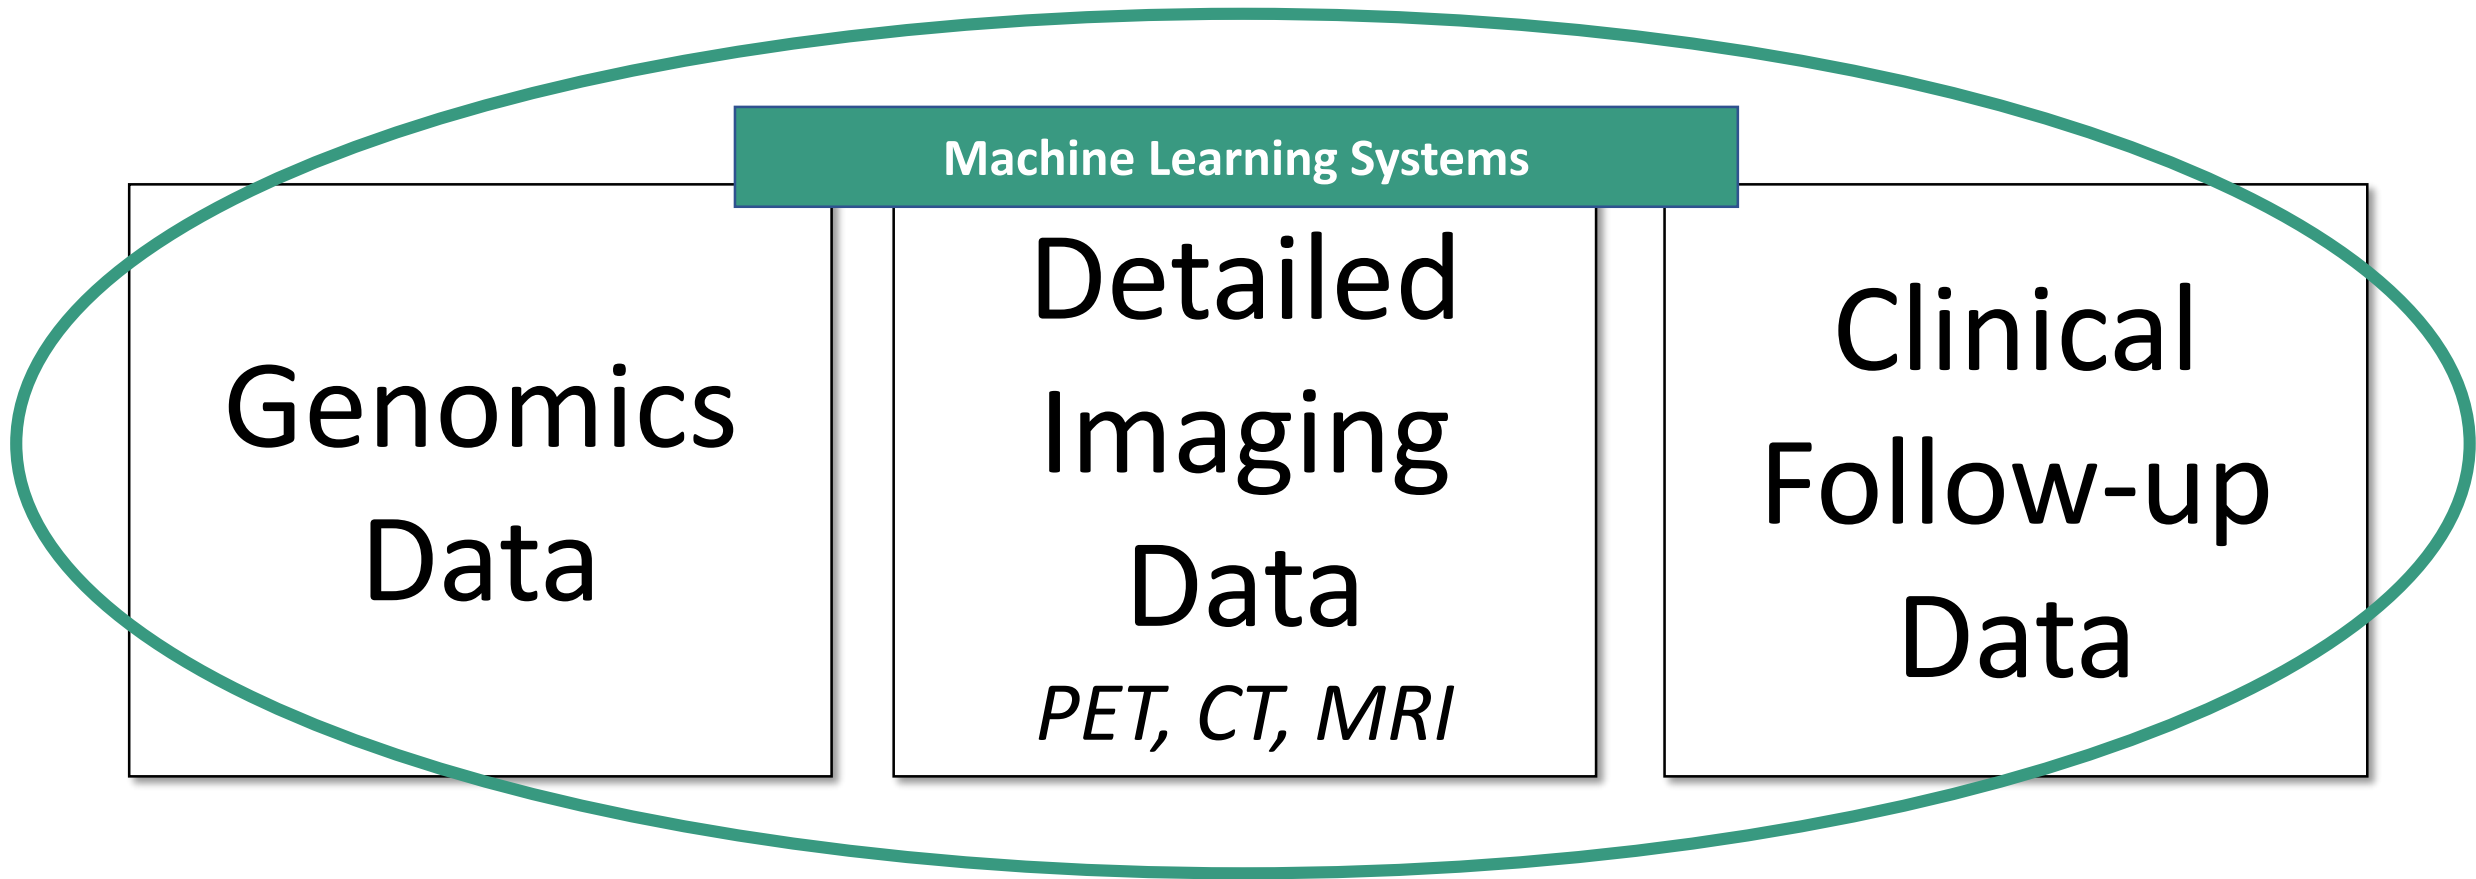 Machine Learning Systems
Genomics
Data
Detailed
Imaging
Data
PET, CT, MRI
Clinical
Follow-up
Data